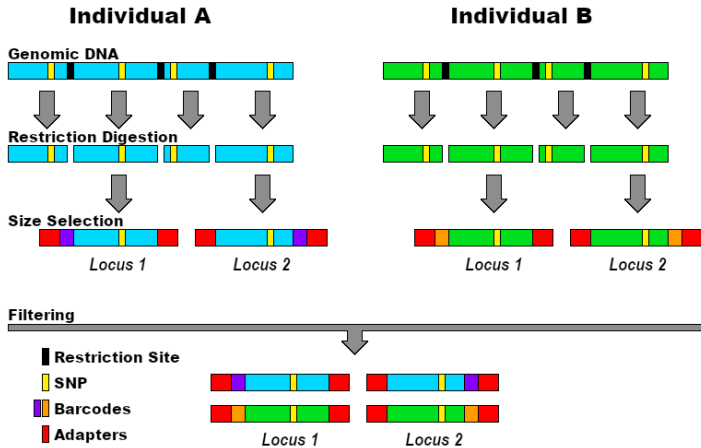 Individual A Individual B
Genomic DNA
Restriction Digestion
Size Selection
Locus 1 Locus 2 Locus 1 Locus 2
Filtering
Restriction Site
SNP
Barcodes
Adapters
Locus 1 Locus 2